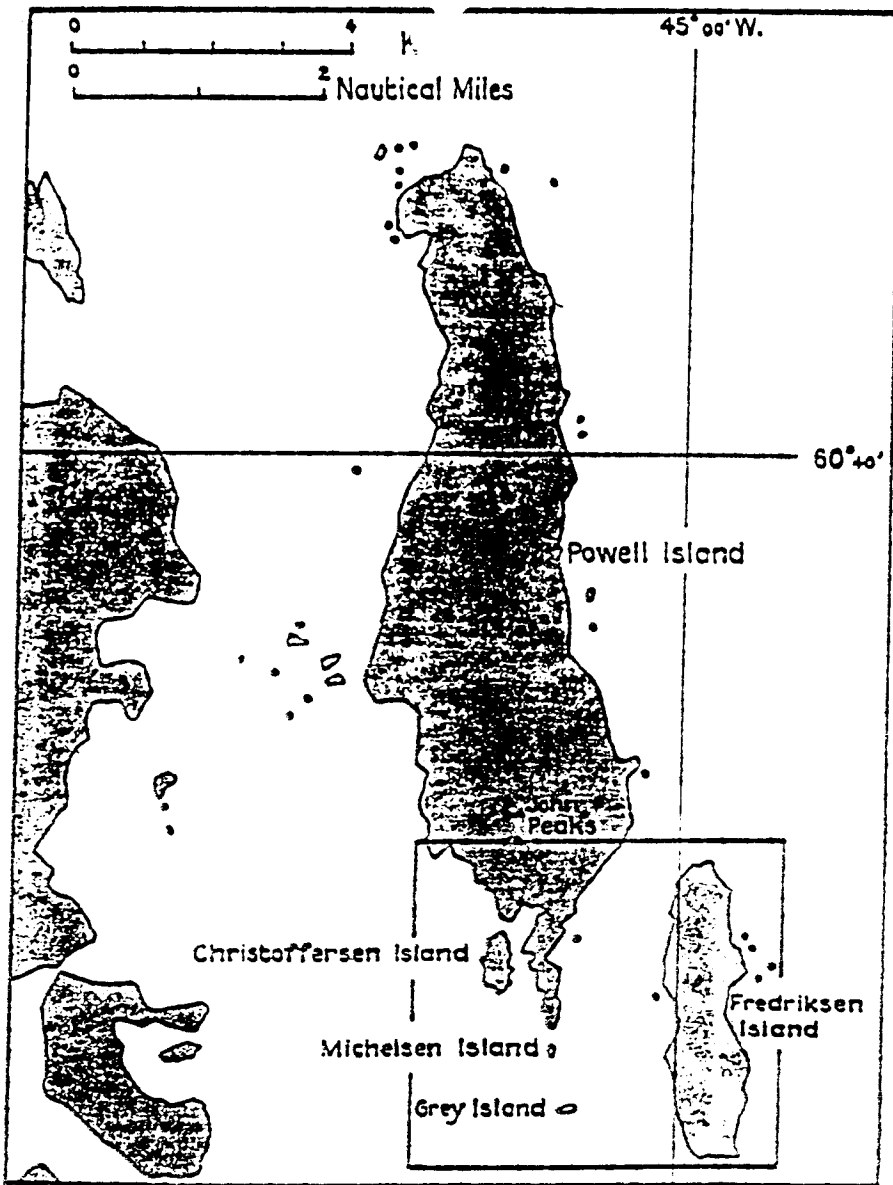 0 4
45° 00' W.
0 2
Nautical Miles
60° 40'
Powell Island
John
Peaks
Christoffersen Island
Fredriksen
Island
Michelsen Island
Grey Island